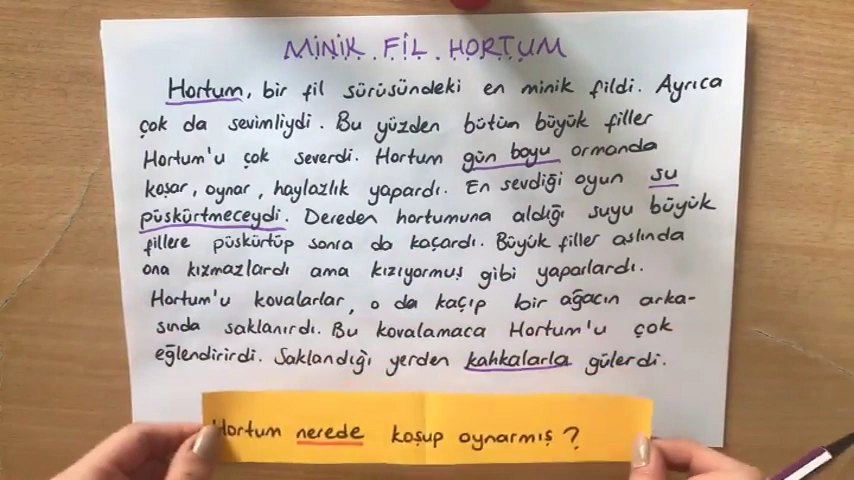 MİNİK FİL HORTUM
Hortum, bir fil sürüsündeki en minik fildi. Ayrıca
çok da sevimliydi. Bu yüzden bütün büyük filler
Hortum'u çok severdi. Hortum gün boyu ormanda
koşar, oynar, haylazlık yapardı. En sevdiği oyun su
püskürtmeceydi. Dereden hortumuna aldığı suyu büyük
fillere püskürtüp sonra da kaçardı. Büyük filler aslında
ona kızmazlardı ama kızıyormuş gibi yaparlardı.
Hortum'u kovalarlar, o da kaçıp bir ağacın arka-
sında saklanırdı. Bu kovalamaca Hortum'u çok
eğlendirirdi. Saklandığı yerden kahkalarla gülerdi.
Hortum nerede koşup oynarmış?